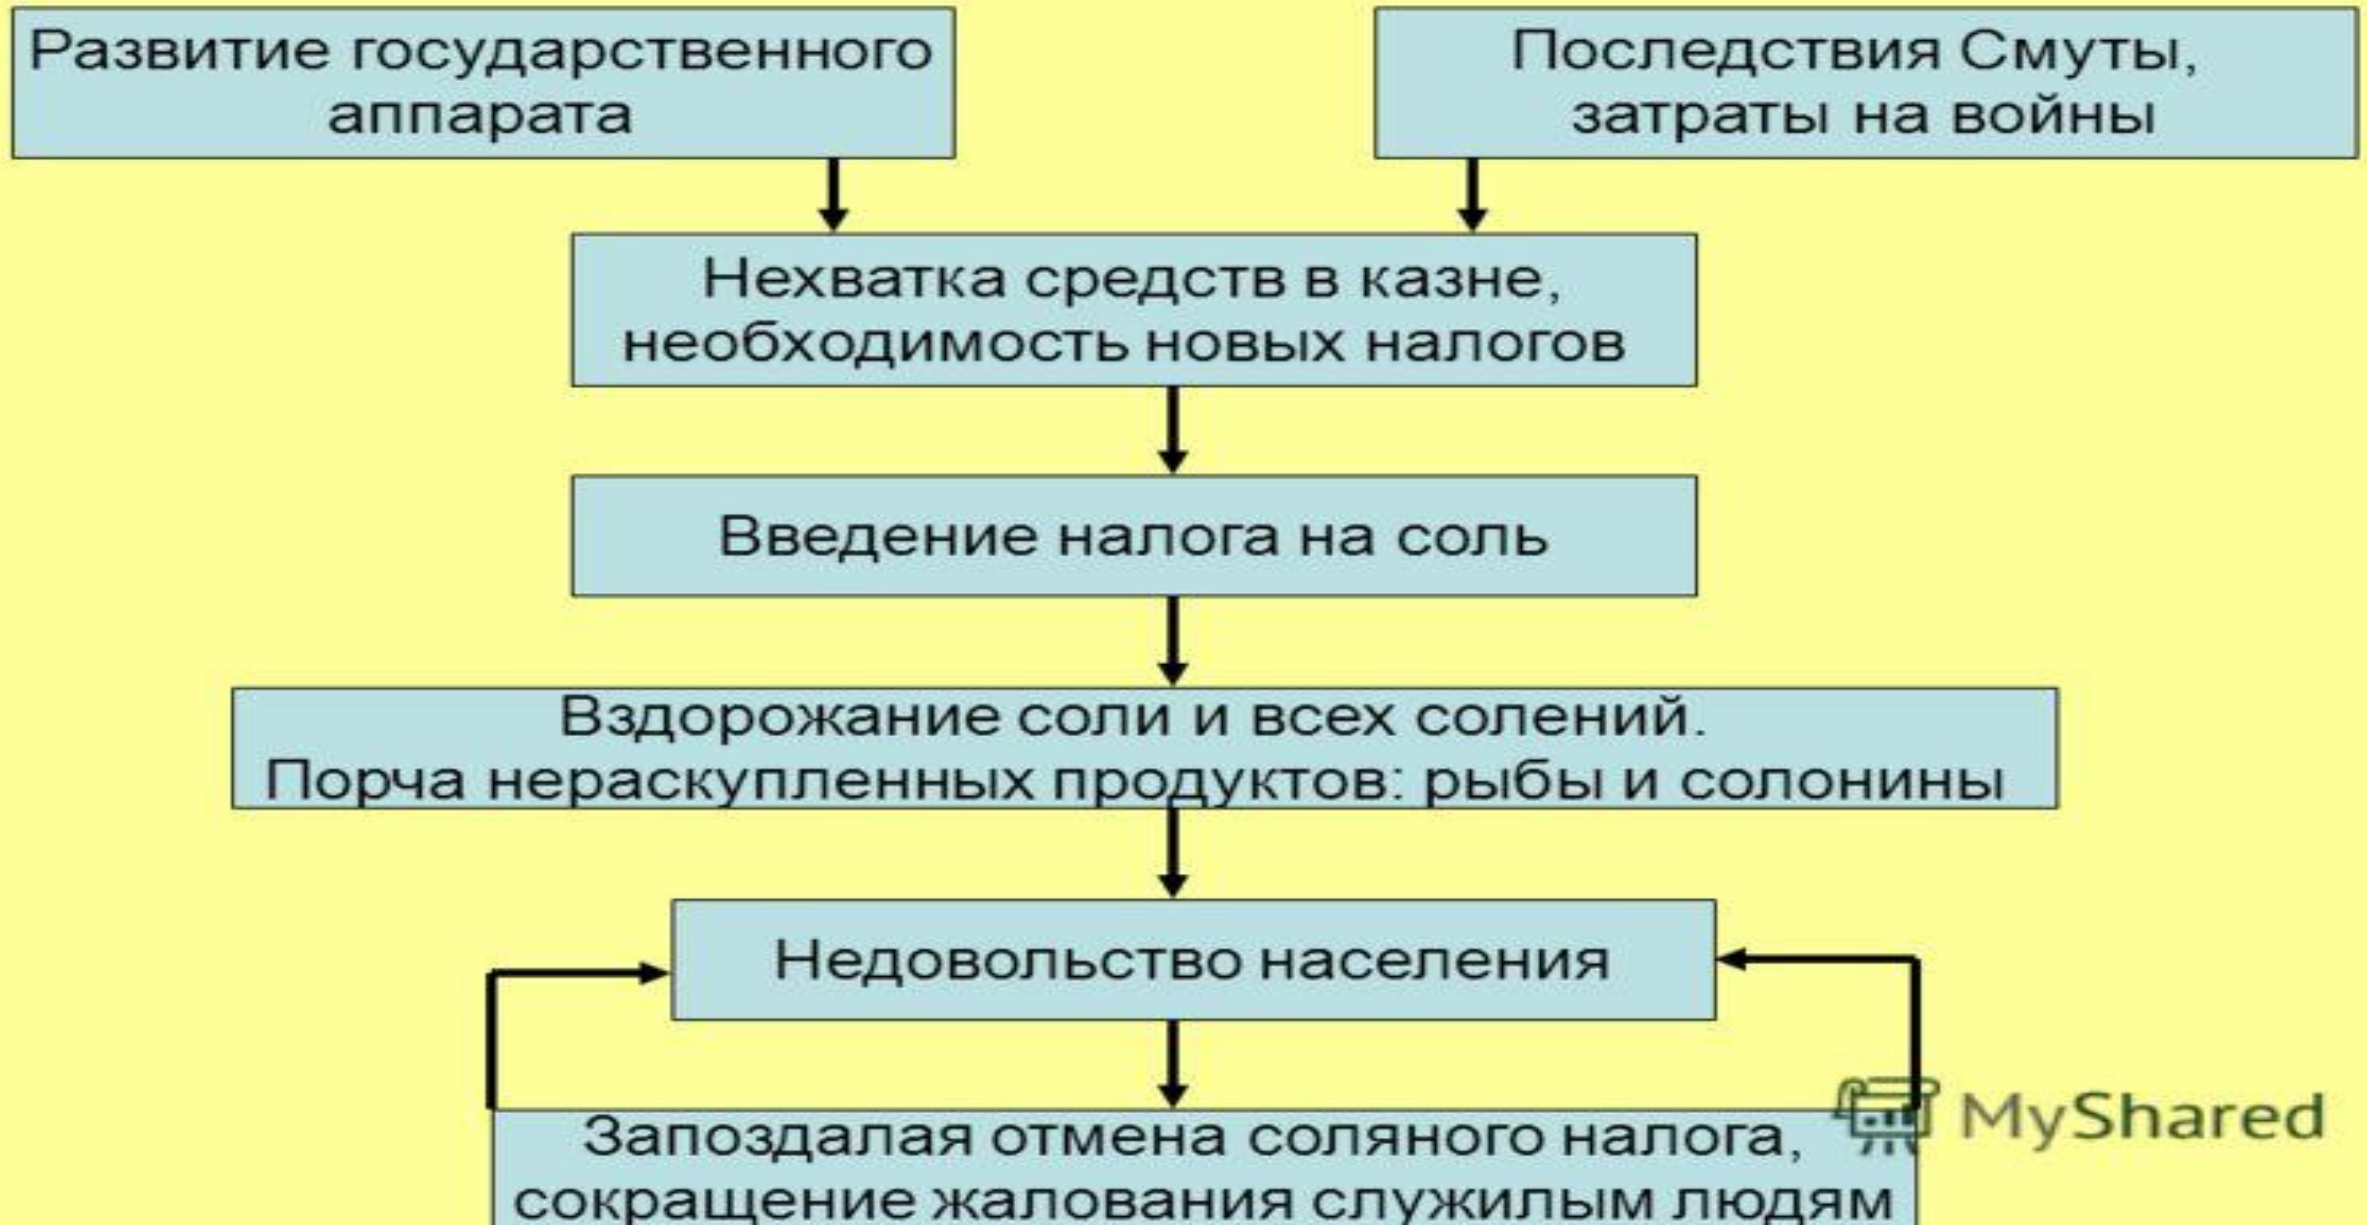 Развитие государственного
аппарата
Последствия Смуты,
затраты на войны
Нехватка средств в казне,
необходимость новых налогов
Введение налога на соль
Вздорожание соли и всех солений.
Порча нераскупленных продуктов: рыбы и солонины
Недовольство населения
Запоздалая отмена соляного налога,
сокращение жалования служилым людям
MyShared